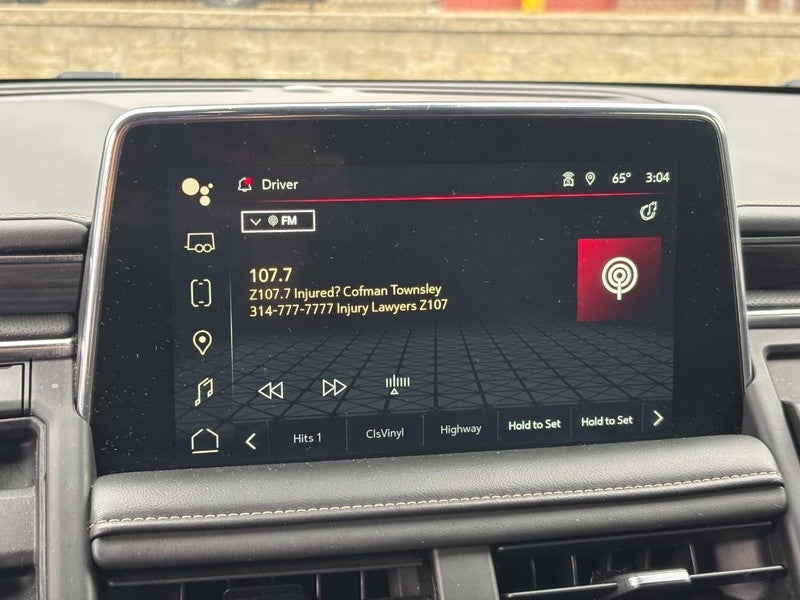 Driver
65° 3:04
FM
107.7
Z107.7 Injured? Cofman Townsley
314-777-7777 Injury Lawyers Z107
Hits 1 ClsVinyl Highway Hold to Set Hold to Set